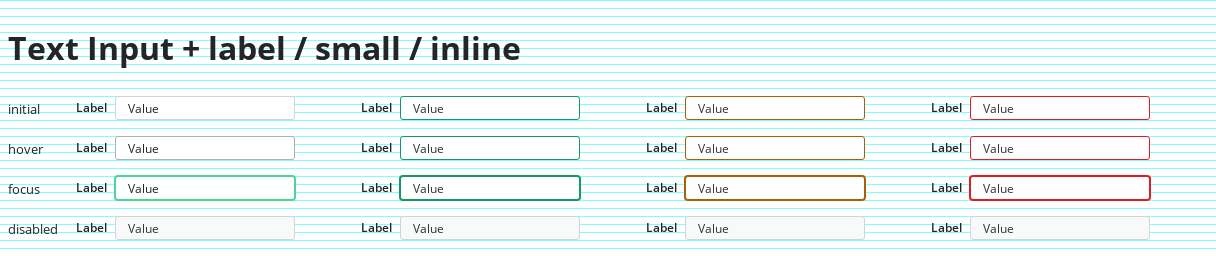 Text Input + label / small / inline
initial Label Value Label Value Label Value Label Value
hover Label Value Label Value Label Value Label Value
focus Label Value Label Value Label Value Label Value
disabled Label Value Label Value Label Value Label Value